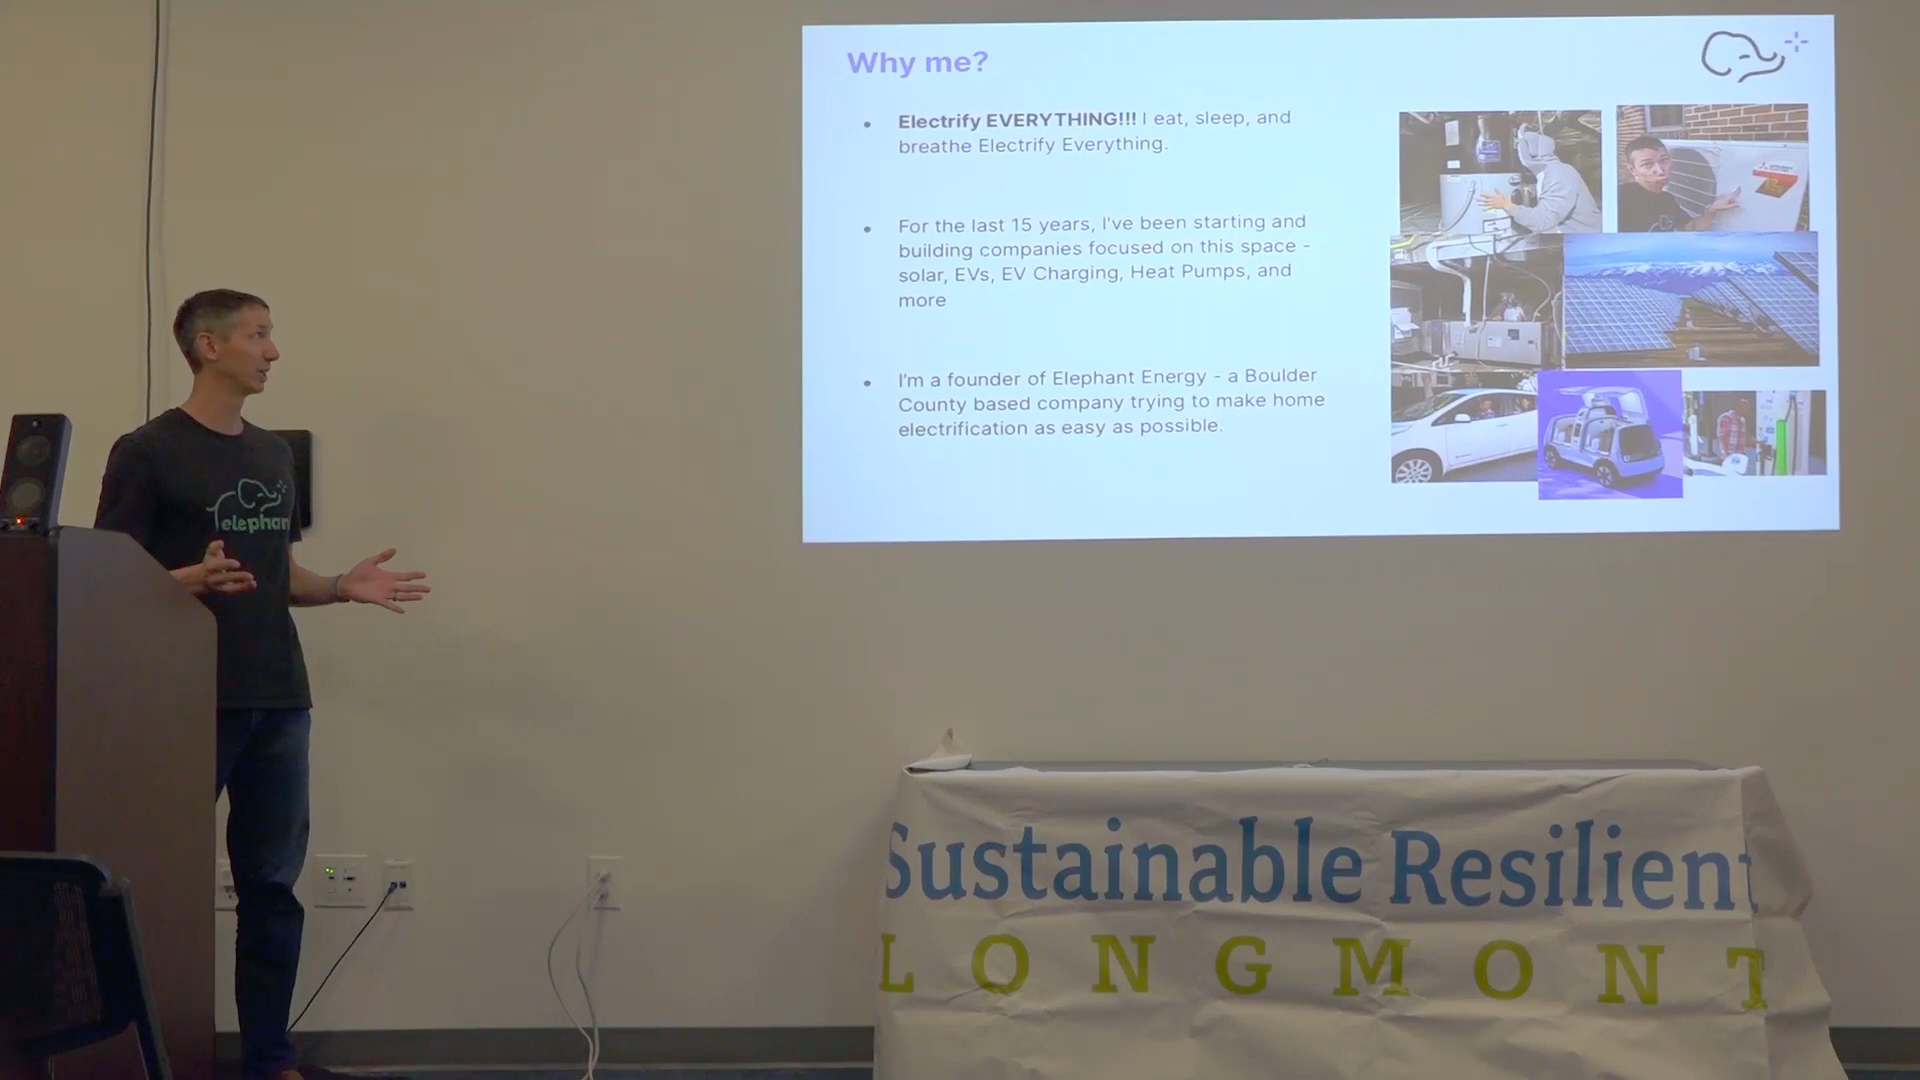 Why me?
Electrify EVERYTHING!!! I eat, sleep, and
breathe Electrify Everything.
For the last 15 years, I've been starting and
building companies focused on this space -
solar, EVs, EV Charging, Heat Pumps, and
more
I'm a founder of Elephant Energy - a Boulder
County based company trying to make home
electrification as easy as possible.
elephan
Sustainable Resilient
LONGMONT